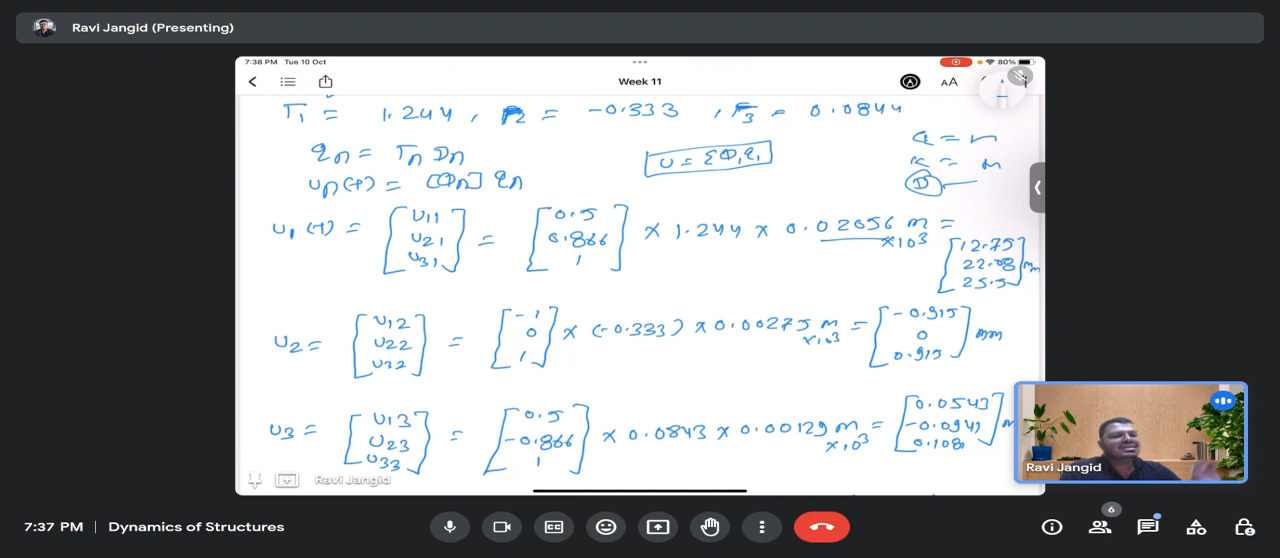 Ravi Jangid (Presenting)
7:38 PM Tue 10 Oct
80%
Week 11
AA
Γ1 = 1.244 , Γ2 = -0.333 , Γ3 = 0.0844
qn = Γn Dn
U = Σ Φ1 q1
un(t) = [Φn] qn
D
u1 (t) = [u11 u21 u31] = [0.5 0.866 1] × 1.244 × 0.02056 m ×10³ = [12.75 22.08 25.5] mm
u2 = [u12 u22 u32] = [-1 0 1] × (-0.333) × 0.00275 m ×10³ = [-0.915 0 0.915] mm
u3 = [u13 u23 u33] = [0.5 -0.866 1] × 0.0843 × 0.00129 m ×10³ = [0.0543 -0.0941 0.108]
Ravi Jangid
Ravi Jangid
7:37 PM | Dynamics of Structures
CC
6